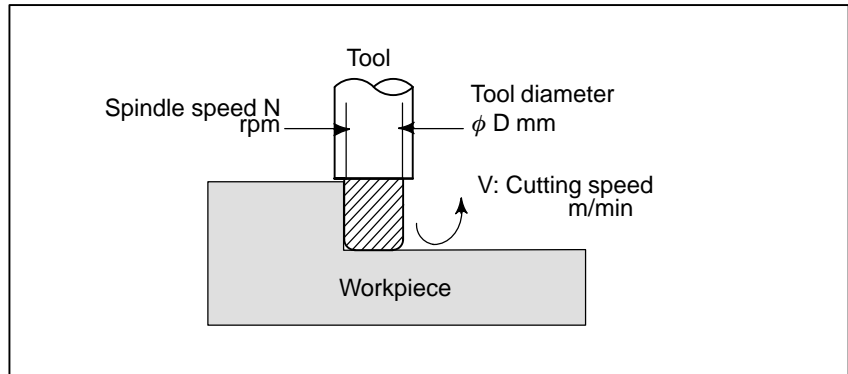 Tool
Spindle speed N
rpm
Tool diameter
φ D mm
V: Cutting speed
m/min
Workpiece